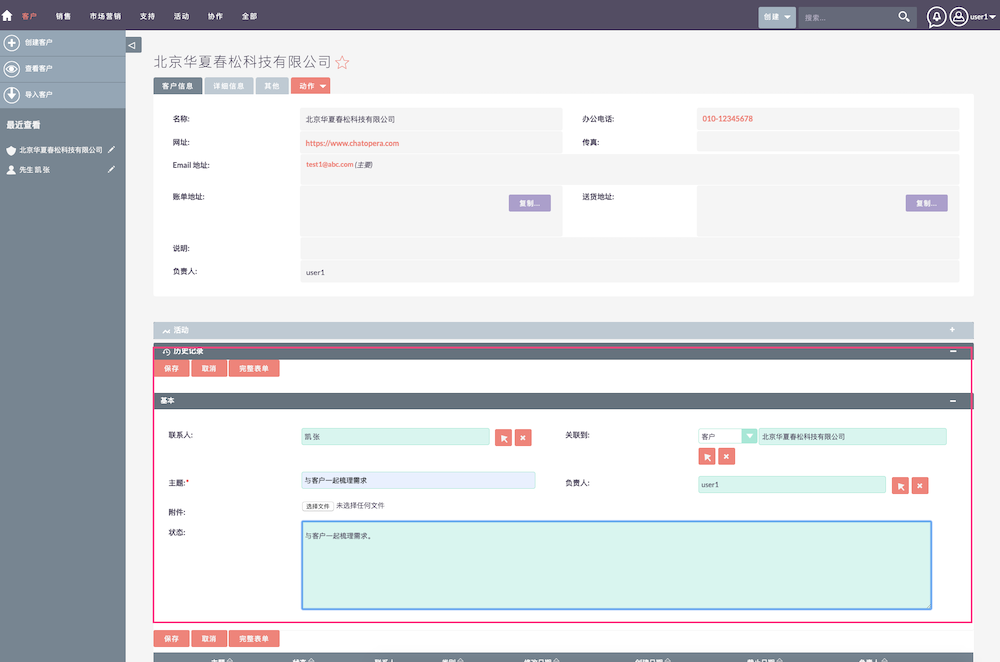 客户 销售 市场营销 支持 活动 协作 全部 创建 搜索... user1
创建客户
查看客户
导入客户
最近查看
北京华夏春松科技有限公司
先生 凯 张
北京华夏春松科技有限公司
客户信息 详细信息 其他 动作
名称: 北京华夏春松科技有限公司 办公电话: 010-12345678
网址: https://www.chatopera.com 传真:
Email 地址: test1@abc.com (主要)
账单地址: 复制... 送货地址: 复制...
说明:
负责人: user1
活动 +
历史记录 −
保存 取消 完整表单
基本 −
联系人: 凯 张 关联到: 客户 北京华夏春松科技有限公司
主题:* 与客户一起梳理需求 负责人: user1
附件: 选择文件 未选择任何文件
状态: 与客户一起梳理需求。
保存 取消 完整表单